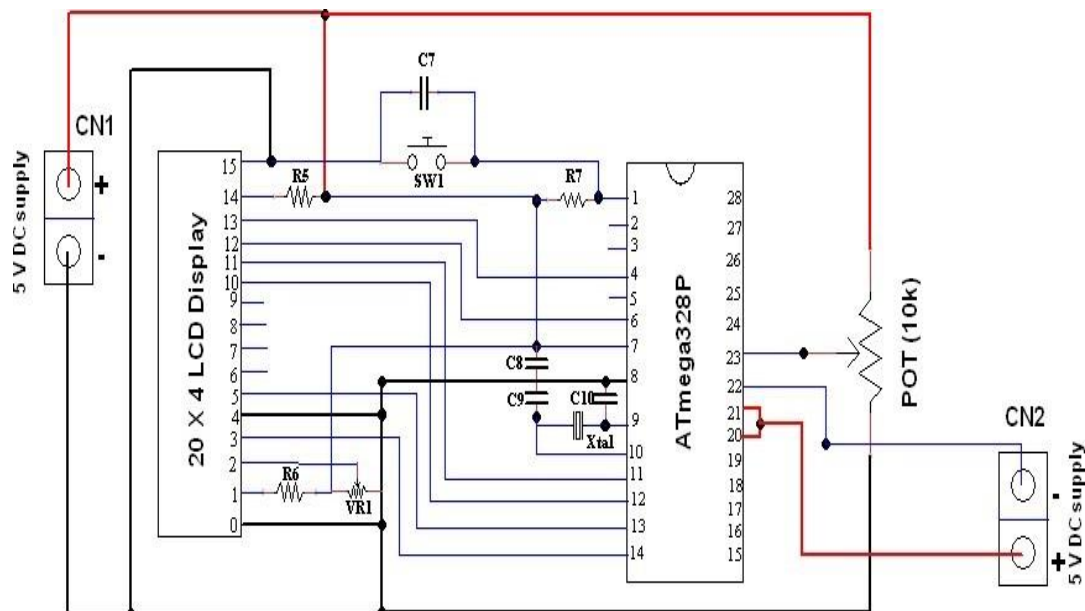 CN1
5 V DC supply
+
-
20 X 4 LCD Display
15
14
13
12
11
10
9
8
7
6
5
4
3
2
1
0
C7
SW1
R5
R7
C8
C9
C10
Xtal
R6
VR1
ATmega328P
1
2
3
4
5
6
7
8
9
10
11
12
13
14
28
27
26
25
24
23
22
21
20
19
18
17
16
15
POT (10k)
CN2
-
+
5 V DC supply